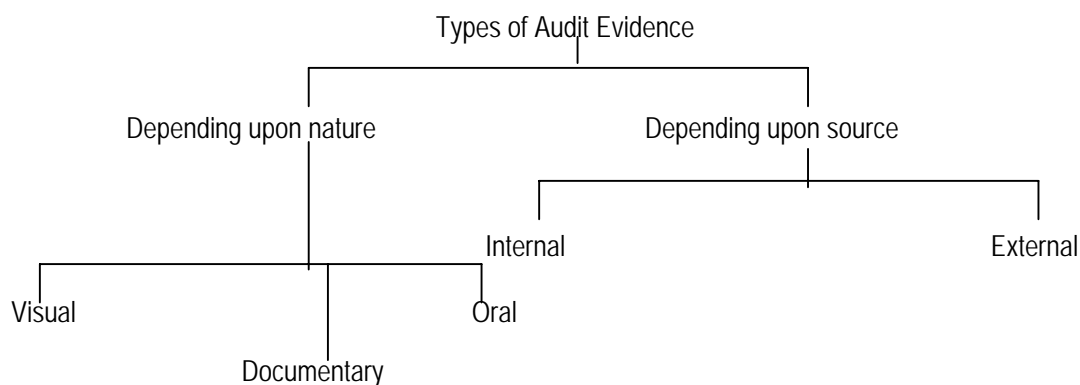 Types of Audit Evidence
Depending upon nature
Depending upon source
Internal
External
Visual
Oral
Documentary